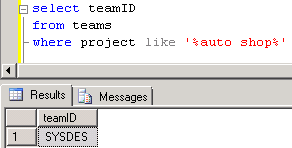 select teamID
from teams
where project like '%auto shop%'
Results Messages
teamID
1 SYSDES